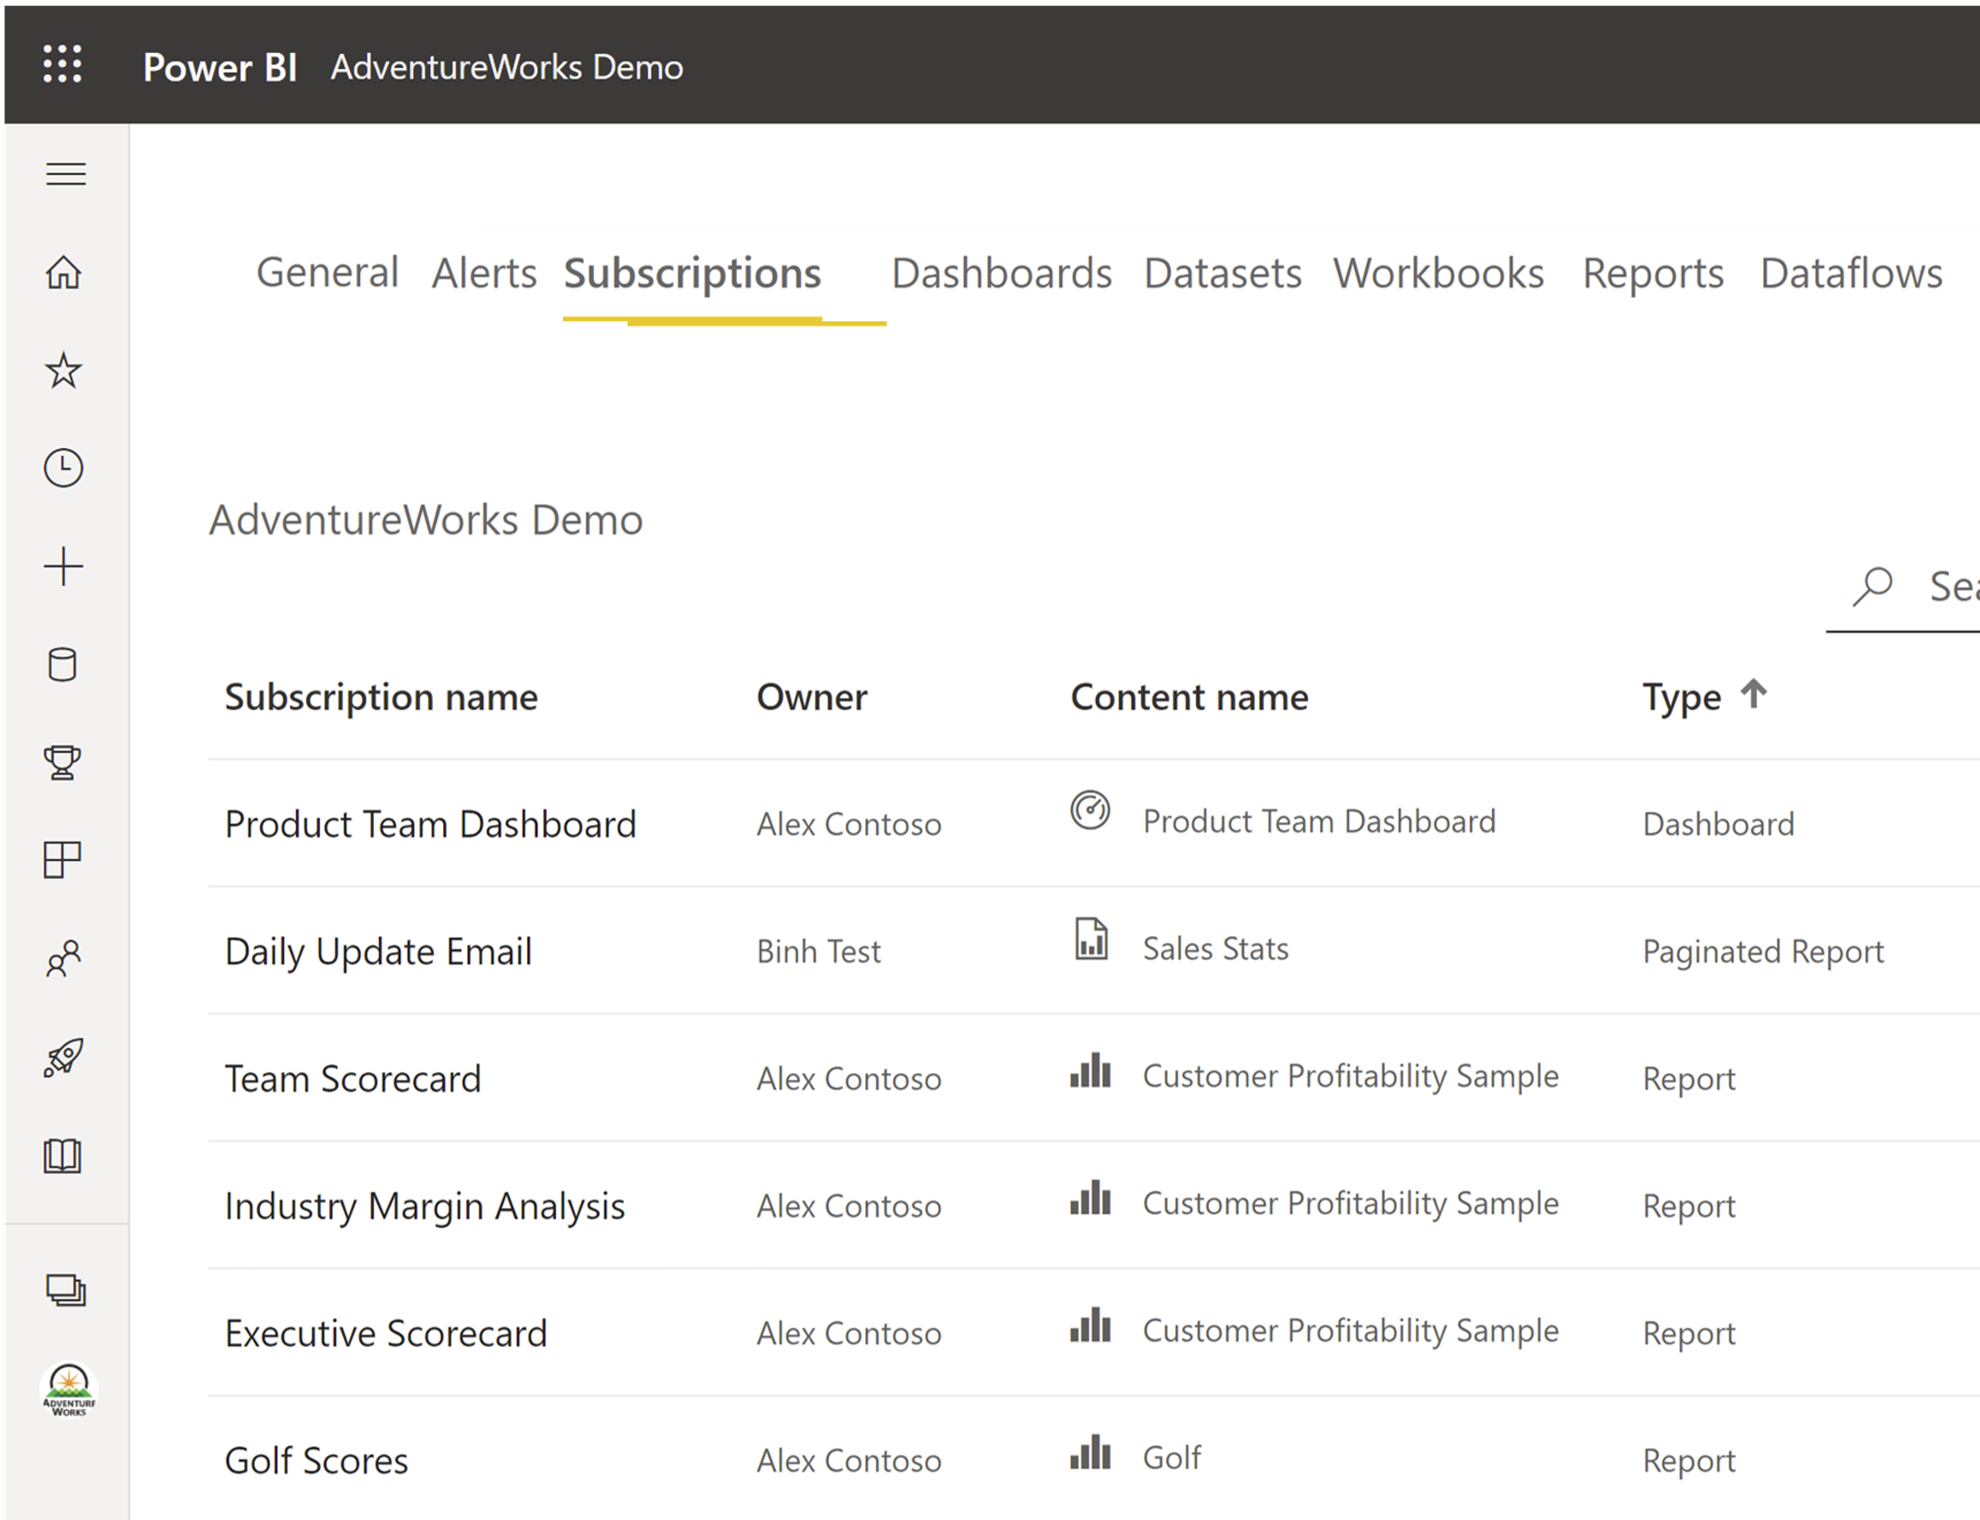 Power BI AdventureWorks Demo
General Alerts Subscriptions Dashboards Datasets Workbooks Reports Dataflows
AdventureWorks Demo
Subscription name Owner Content name Type
Product Team Dashboard Alex Contoso Product Team Dashboard Dashboard
Daily Update Email Binh Test Sales Stats Paginated Report
Team Scorecard Alex Contoso Customer Profitability Sample Report
Industry Margin Analysis Alex Contoso Customer Profitability Sample Report
Executive Scorecard Alex Contoso Customer Profitability Sample Report
ADVENTURE
WORKS
Golf Scores Alex Contoso Golf Report